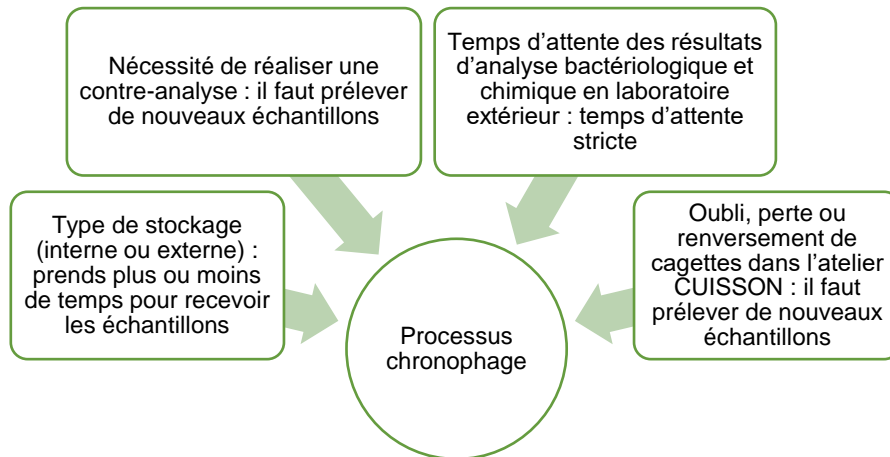 Nécessité de réaliser une
contre-analyse : il faut prélever
de nouveaux échantillons
Temps d’attente des résultats
d’analyse bactériologique et
chimique en laboratoire
extérieur : temps d’attente
stricte
Type de stockage
(interne ou externe) :
prends plus ou moins
de temps pour recevoir
les échantillons
Oubli, perte ou
renversement de
cagettes dans l’atelier
CUISSON : il faut
prélever de nouveaux
échantillons
Processus
chronophage